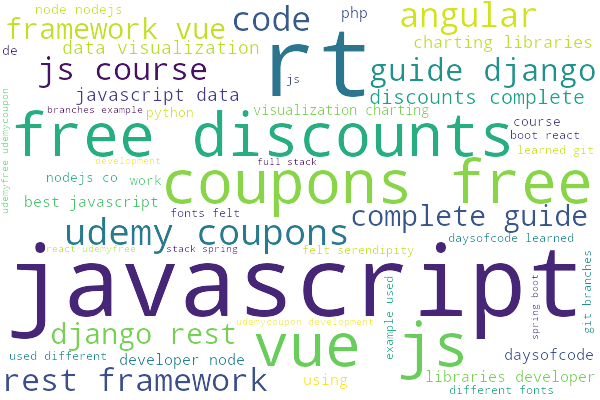 node nodejs
php
angular
framework vue
code
rt
de
data visualization
charting libraries
js course
guide django
js
javascript data
discounts complete
branches example
python
visualization charting
course
boot react
udemyfree udemycoupon
free discounts
learned git
development
full stack
nodejs co
work
coupons free
best javascript
fonts felt
complete guide
udemy coupons
daysofcode learned
react udemyfree
stack spring
felt serendipity
javascript
git branches
spring boot
example used
udemycoupon development
django rest
vue js
used different
developer node
daysofcode
rest framework
using
libraries developer
different fonts